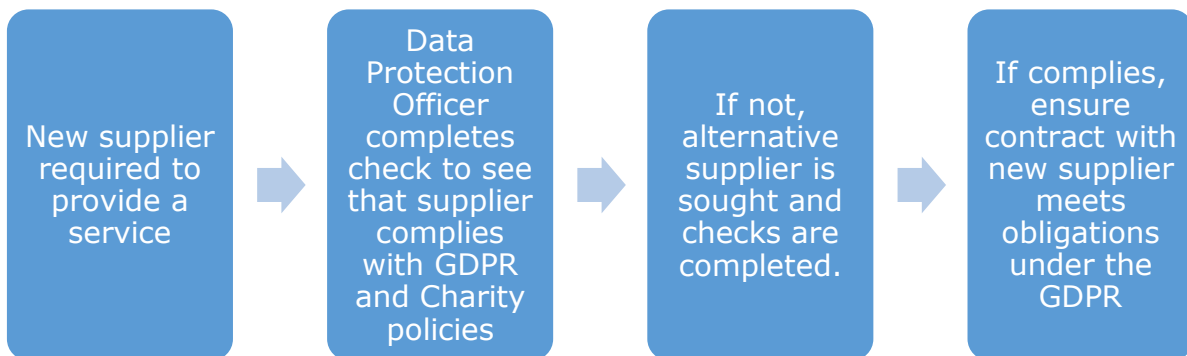 New supplier
required to
provide a
service
Data
Protection
Officer
completes
check to see
that supplier
complies
with GDPR
and Charity
policies
If not,
alternative
supplier is
sought and
checks are
completed.
If complies,
ensure
contract with
new supplier
meets
obligations
under the
GDPR